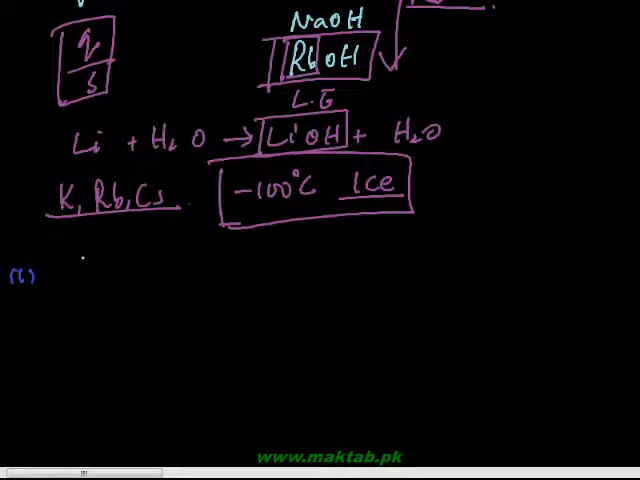 NaOH
q
RbOH
s
L.E
Li + H₂O → LiOH + H₂O
K, Rb, Cs -100°C Ice
(i)
www.maktab.pk